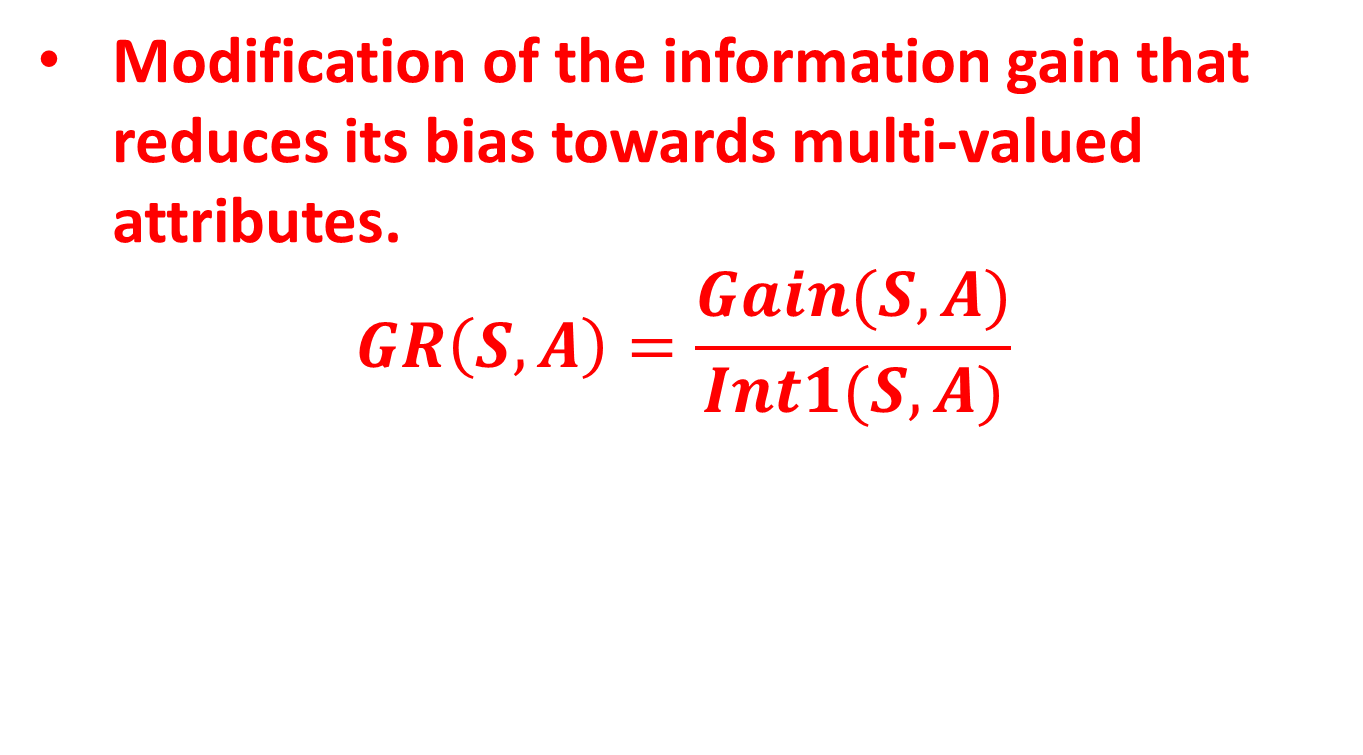 • Modification of the information gain that
reduces its bias towards multi-valued
attributes.
GR(S, A) = Gain(S, A) / Int1(S, A)